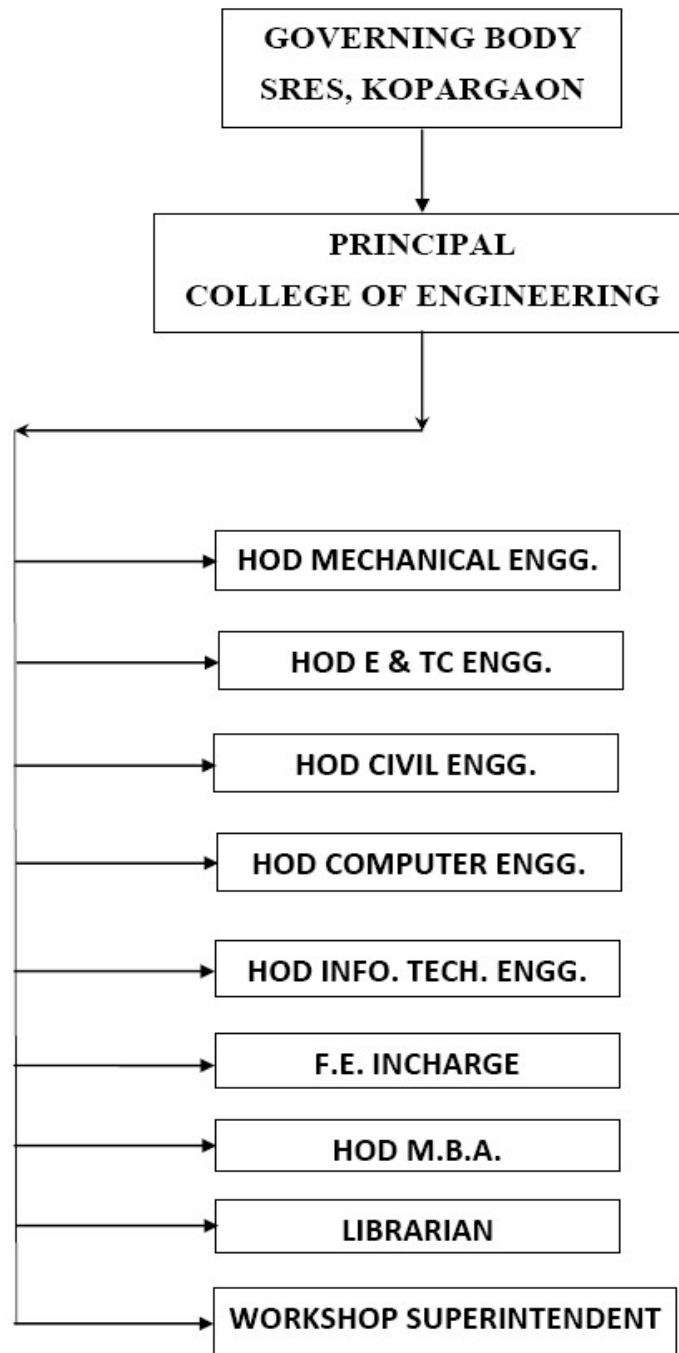 GOVERNING BODY
SRES, KOPARGAON
PRINCIPAL
COLLEGE OF ENGINEERING
HOD MECHANICAL ENGG.
HOD E & TC ENGG.
HOD CIVIL ENGG.
HOD COMPUTER ENGG.
HOD INFO. TECH. ENGG.
F.E. INCHARGE
HOD M.B.A.
LIBRARIAN
WORKSHOP SUPERINTENDENT